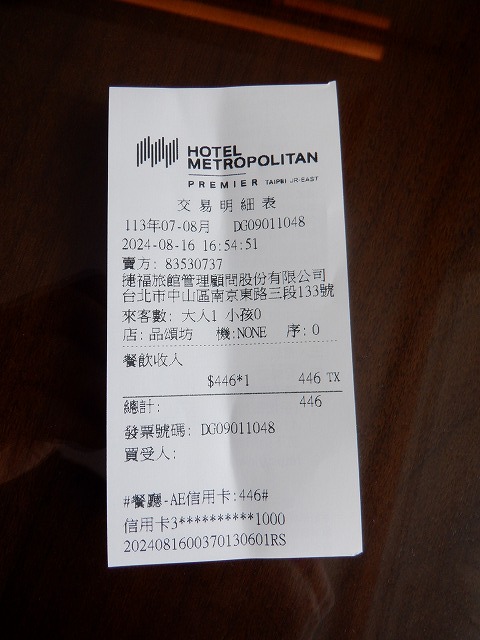 HOTEL
METROPOLITAN
PREMIER TAIPEI JR-EAST
交易明細表
113年07-08月 DG09011048
2024-08-16 16:54:51
賣方: 83530737
捷福旅館管理顧問股份有限公司
台北市中山區南京東路三段133號
來客數: 大人1 小孩0
店: 品頌坊 機:NONE 序: 0
餐飲收入
$446*1 446 TX
總計: 446
發票號碼: DG09011048
買受人:
#餐廳-AE信用卡:446#
信用卡3**********1000
2024081600370130601RS